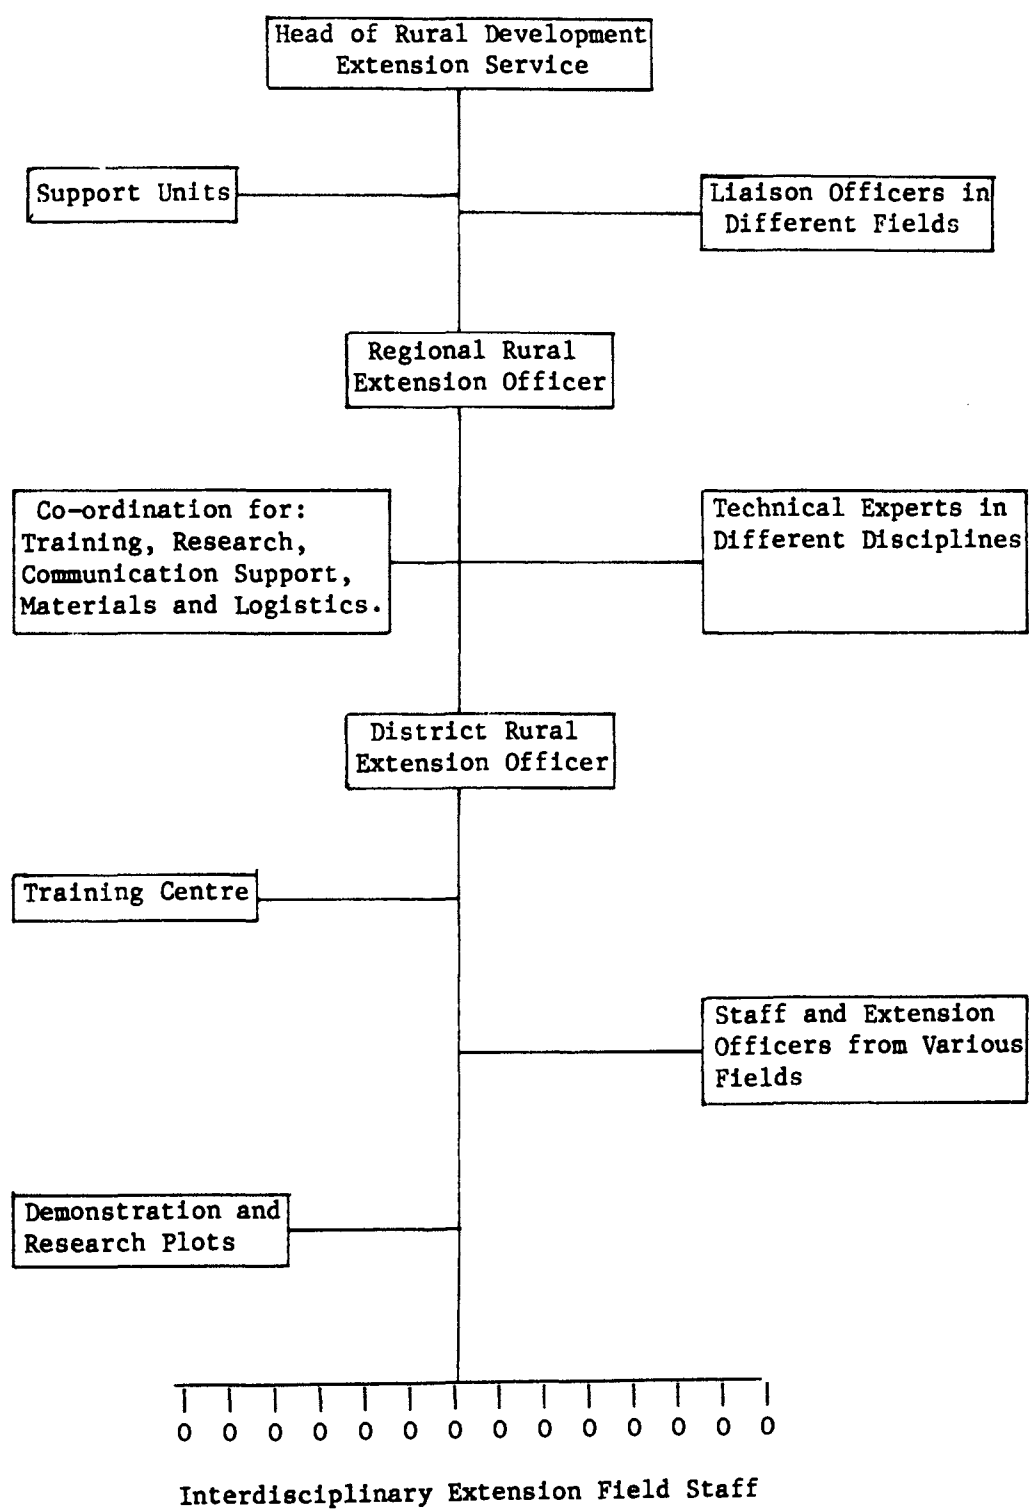 Head of Rural Development
Extension Service
Support Units
Liaison Officers in
Different Fields
Regional Rural
Extension Officer
Co-ordination for:
Training, Research,
Communication Support,
Materials and Logistics.
Technical Experts in
Different Disciplines
District Rural
Extension Officer
Training Centre
Staff and Extension
Officers from Various
Fields
Demonstration and
Research Plots
0 0 0 0 0 0 0 0 0 0 0 0 0 0
Interdisciplinary Extension Field Staff